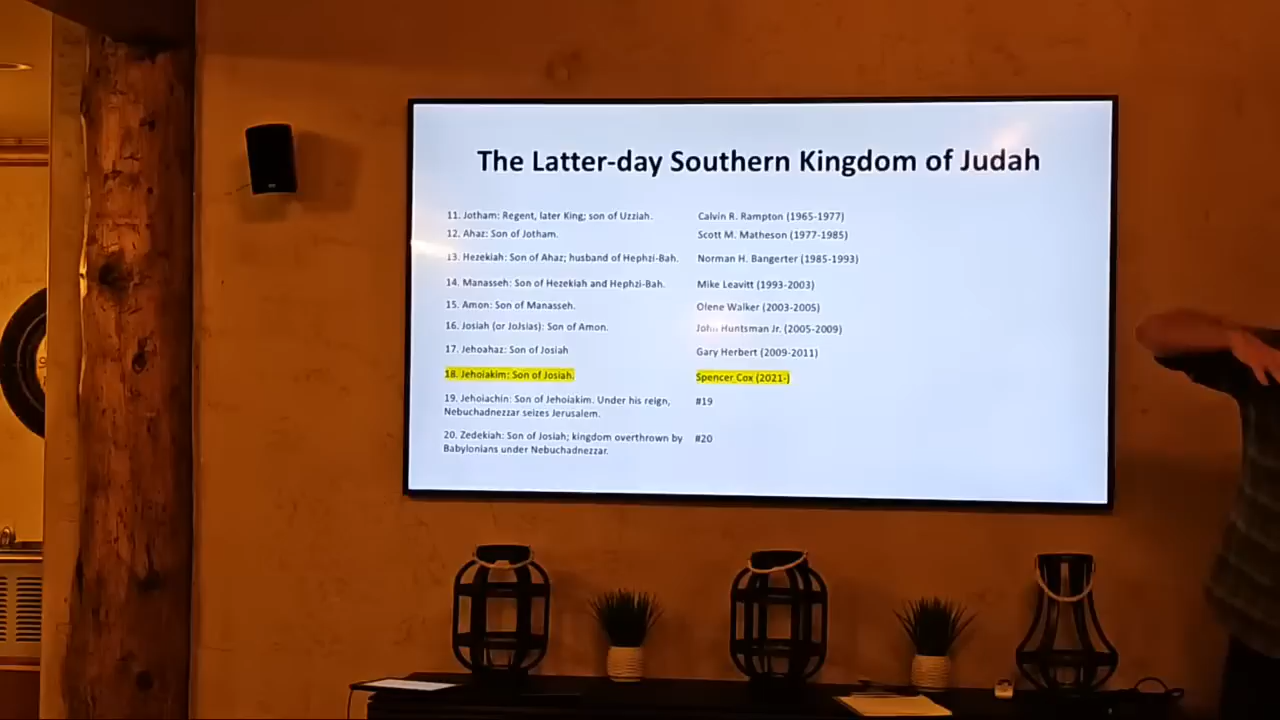 The Latter-day Southern Kingdom of Judah
11. Jotham: Regent, later King; son of Uzziah. Calvin R. Rampton (1965-1977)
12. Ahaz: Son of Jotham. Scott M. Matheson (1977-1985)
13. Hezekiah: Son of Ahaz; husband of Hephzi-Bah. Norman H. Bangerter (1985-1993)
14. Manasseh: Son of Hezekiah and Hephzi-Bah. Mike Leavitt (1993-2003)
15. Amon: Son of Manasseh. Olene Walker (2003-2005)
16. Josiah (or JoJsias): Son of Amon. John Huntsman Jr. (2005-2009)
17. Jehoahaz: Son of Josiah Gary Herbert (2009-2011)
18. Jehoiakim: Son of Josiah. Spencer Cox (2021-)
19. Jehoiachin: Son of Jehoiakim. Under his reign, #19
Nebuchadnezzar seizes Jerusalem.
20. Zedekiah: Son of Josiah; kingdom overthrown by #20
Babylonians under Nebuchadnezzar.